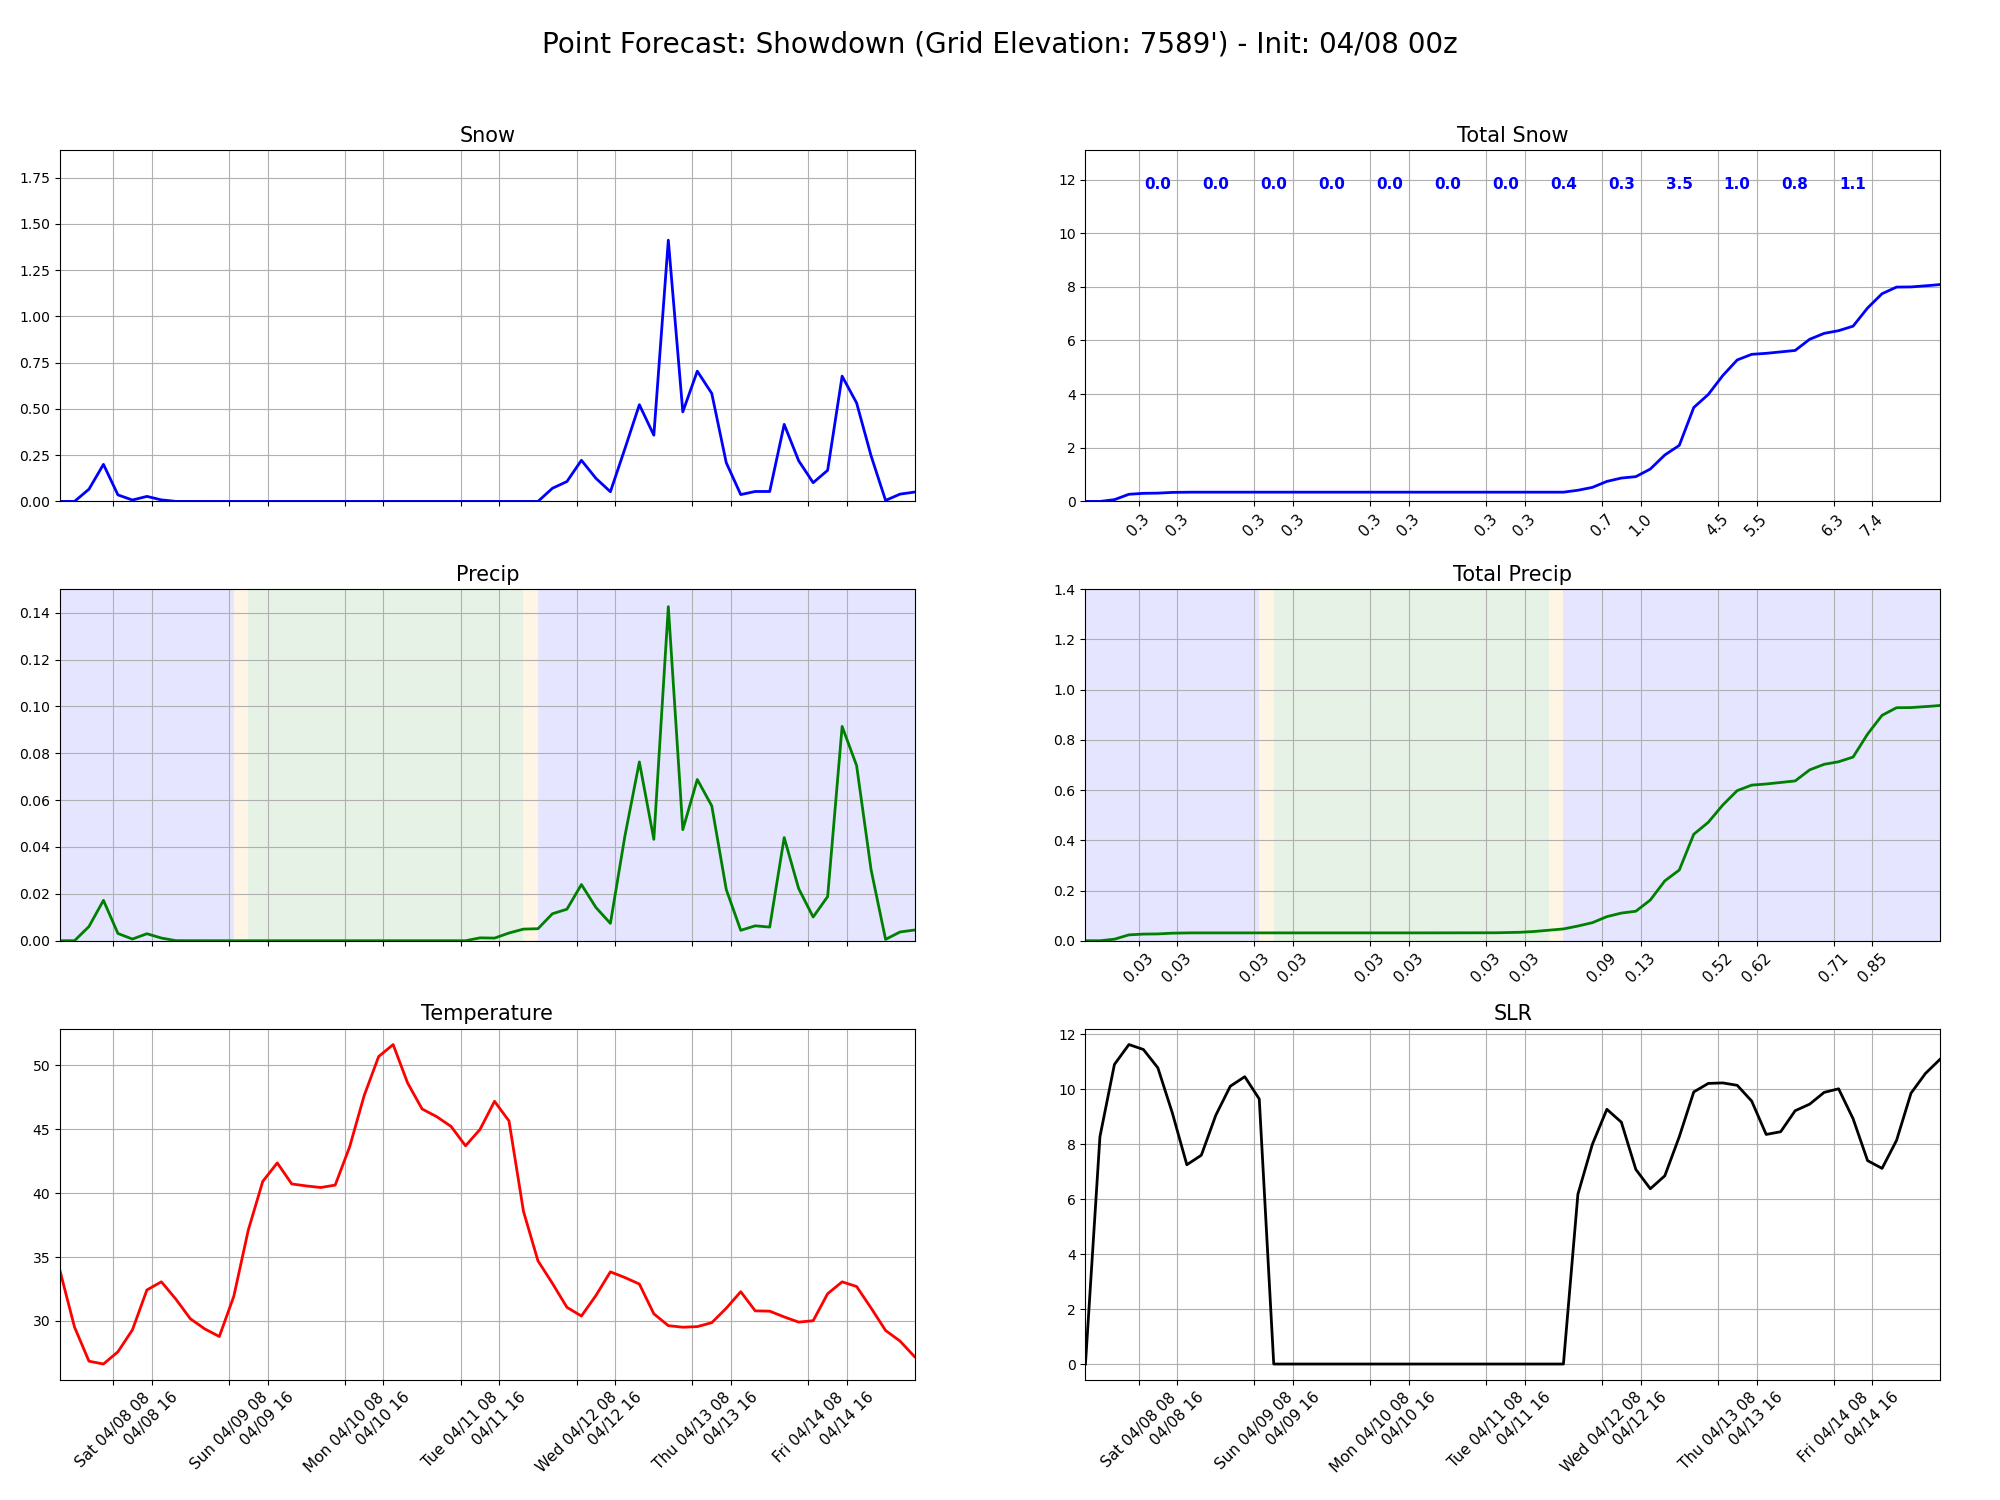 Point Forecast: Showdown (Grid Elevation: 7589') - Init: 04/08 00z
Snow
1.75
1.50
1.25
1.00
0.75
0.50
0.25
0.00
Total Snow
12
10
8
6
4
2
0
0.0 0.0 0.0 0.0 0.0 0.0 0.0 0.4 0.3 3.5 1.0 0.8 1.1
0.3 0.3 0.3 0.3 0.3 0.3 0.3 0.3 0.7 1.0 4.5 5.5 6.3 7.4
Precip
0.14
0.12
0.10
0.08
0.06
0.04
0.02
0.00
Total Precip
1.4
1.2
1.0
0.8
0.6
0.4
0.2
0.0
0.03 0.03 0.03 0.03 0.03 0.03 0.03 0.03 0.09 0.13 0.52 0.62 0.71 0.85
Temperature
50
45
40
35
30
Sat 04/08 08
04/08 16
Sun 04/09 08
04/09 16
Mon 04/10 08
04/10 16
Tue 04/11 08
04/11 16
Wed 04/12 08
04/12 16
Thu 04/13 08
04/13 16
Fri 04/14 08
04/14 16
SLR
12
10
8
6
4
2
0
Sat 04/08 08
04/08 16
Sun 04/09 08
04/09 16
Mon 04/10 08
04/10 16
Tue 04/11 08
04/11 16
Wed 04/12 08
04/12 16
Thu 04/13 08
04/13 16
Fri 04/14 08
04/14 16